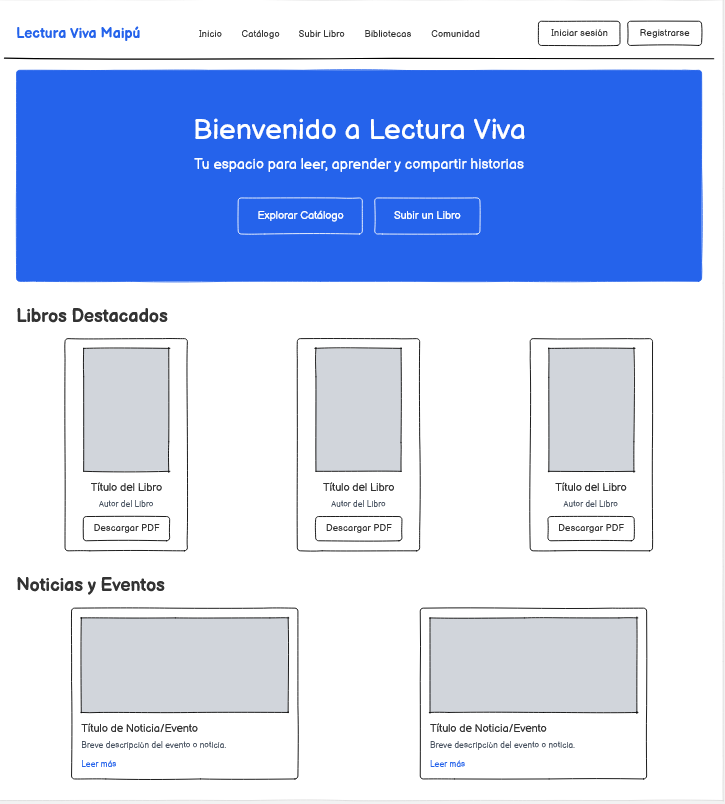 Lectura Viva Maipú
Inicio Catálogo Subir Libro Bibliotecas Comunidad
Iniciar sesión Registrarse
Bienvenido a Lectura Viva
Tu espacio para leer, aprender y compartir historias
Explorar Catálogo Subir un Libro
Libros Destacados
Título del Libro Título del Libro Título del Libro
Autor del Libro Autor del Libro Autor del Libro
Descargar PDF Descargar PDF Descargar PDF
Noticias y Eventos
Título de Noticia/Evento Título de Noticia/Evento
Breve descripción del evento o noticia. Breve descripción del evento o noticia.
Leer más Leer más